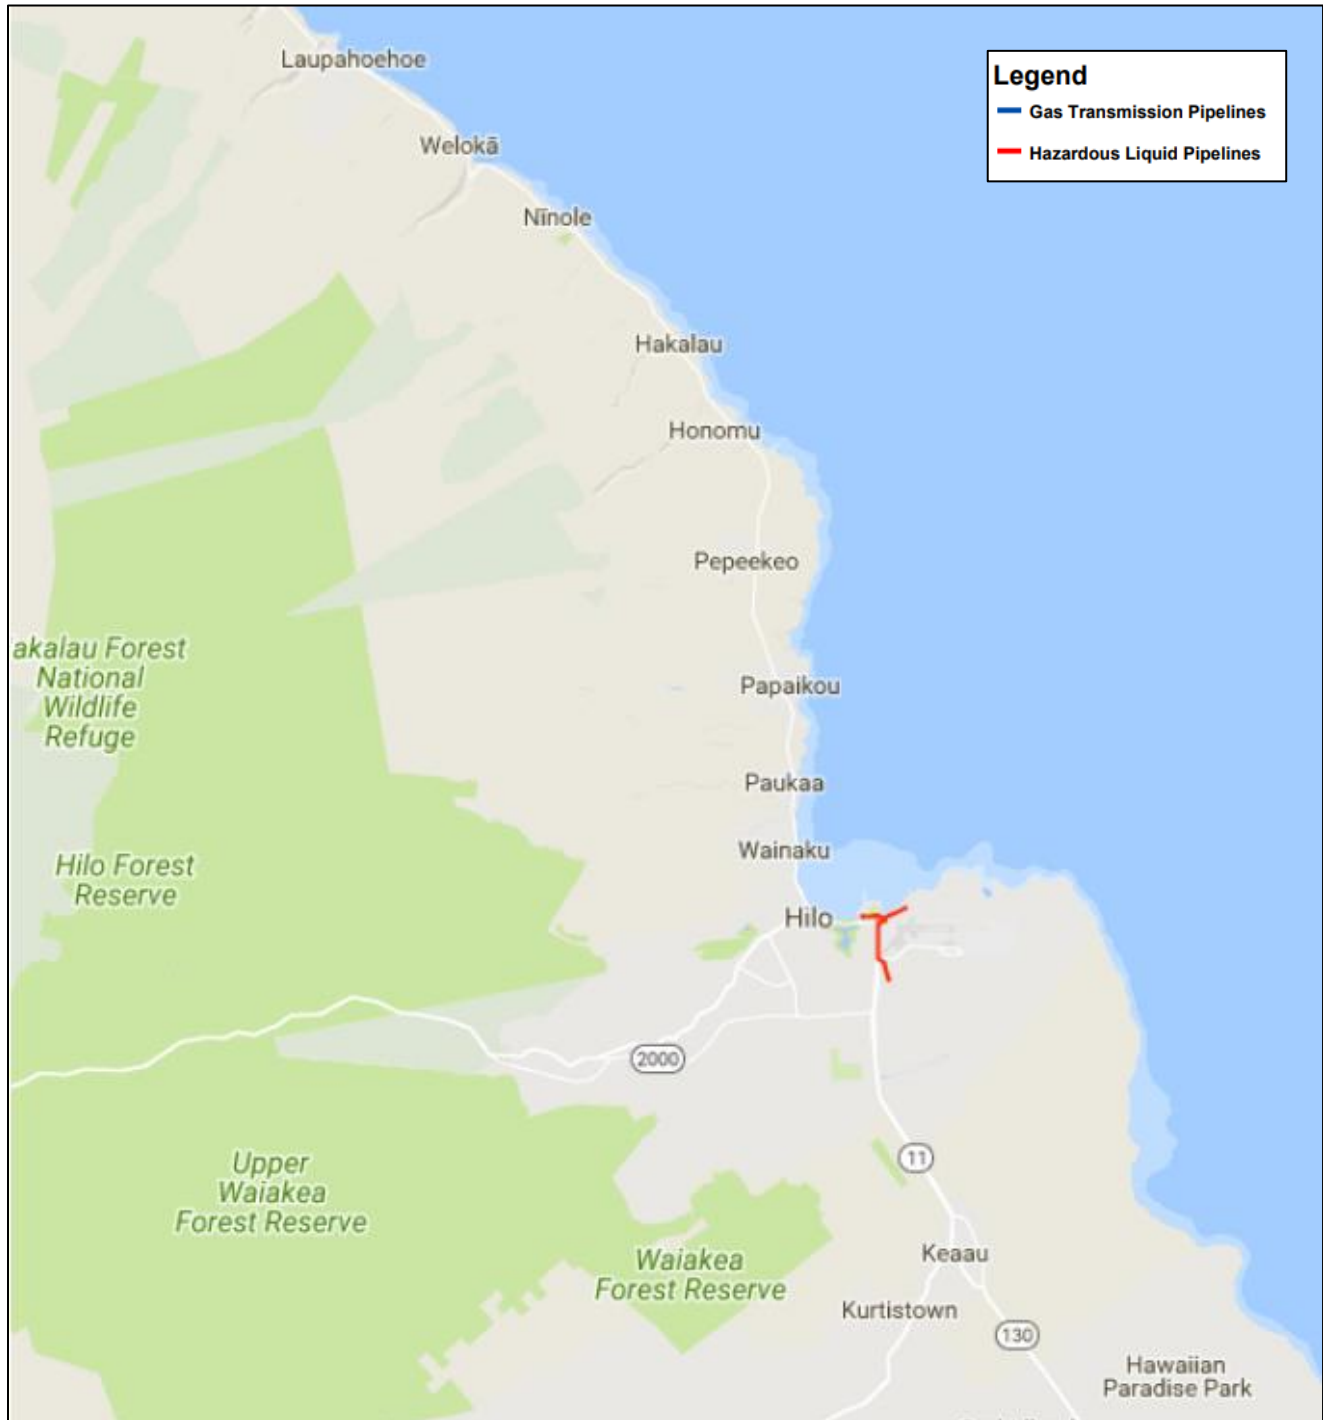 Laupahoehoe
Legend
Gas Transmission Pipelines
Hazardous Liquid Pipelines
Welokā
Nīnole
Hakalau
Honomu
Pepeekeo
akalau Forest
National
Wildlife
Refuge
Papaikou
Paukaa
Wainaku
Hilo Forest
Reserve
Hilo
2000
Upper
Waiakea
Forest Reserve
11
Waiakea
Forest Reserve
Keaau
Kurtistown
130
Hawaiian
Paradise Park